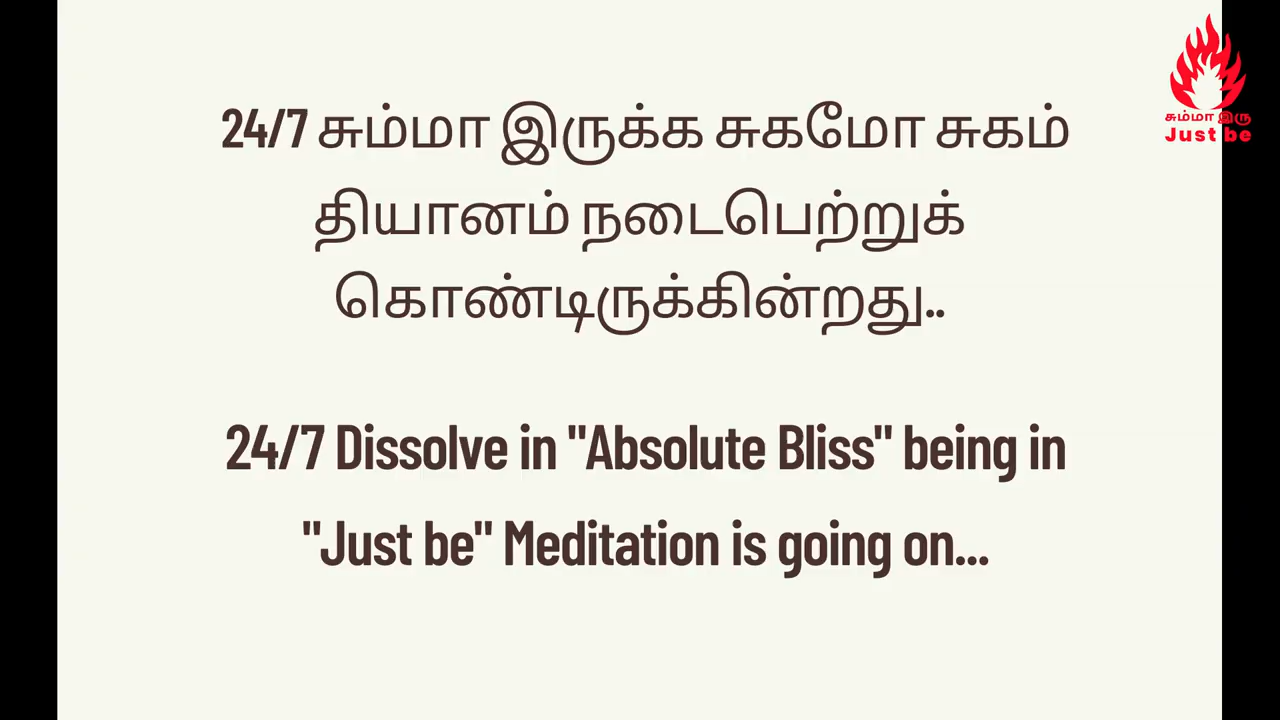 சும்மா இரு
Just be
24/7 சும்மா இருக்க சுகமோ சுகம்
தியானம் நடைபெற்றுக்
கொண்டிருக்கின்றது..
24/7 Dissolve in "Absolute Bliss" being in
"Just be" Meditation is going on...